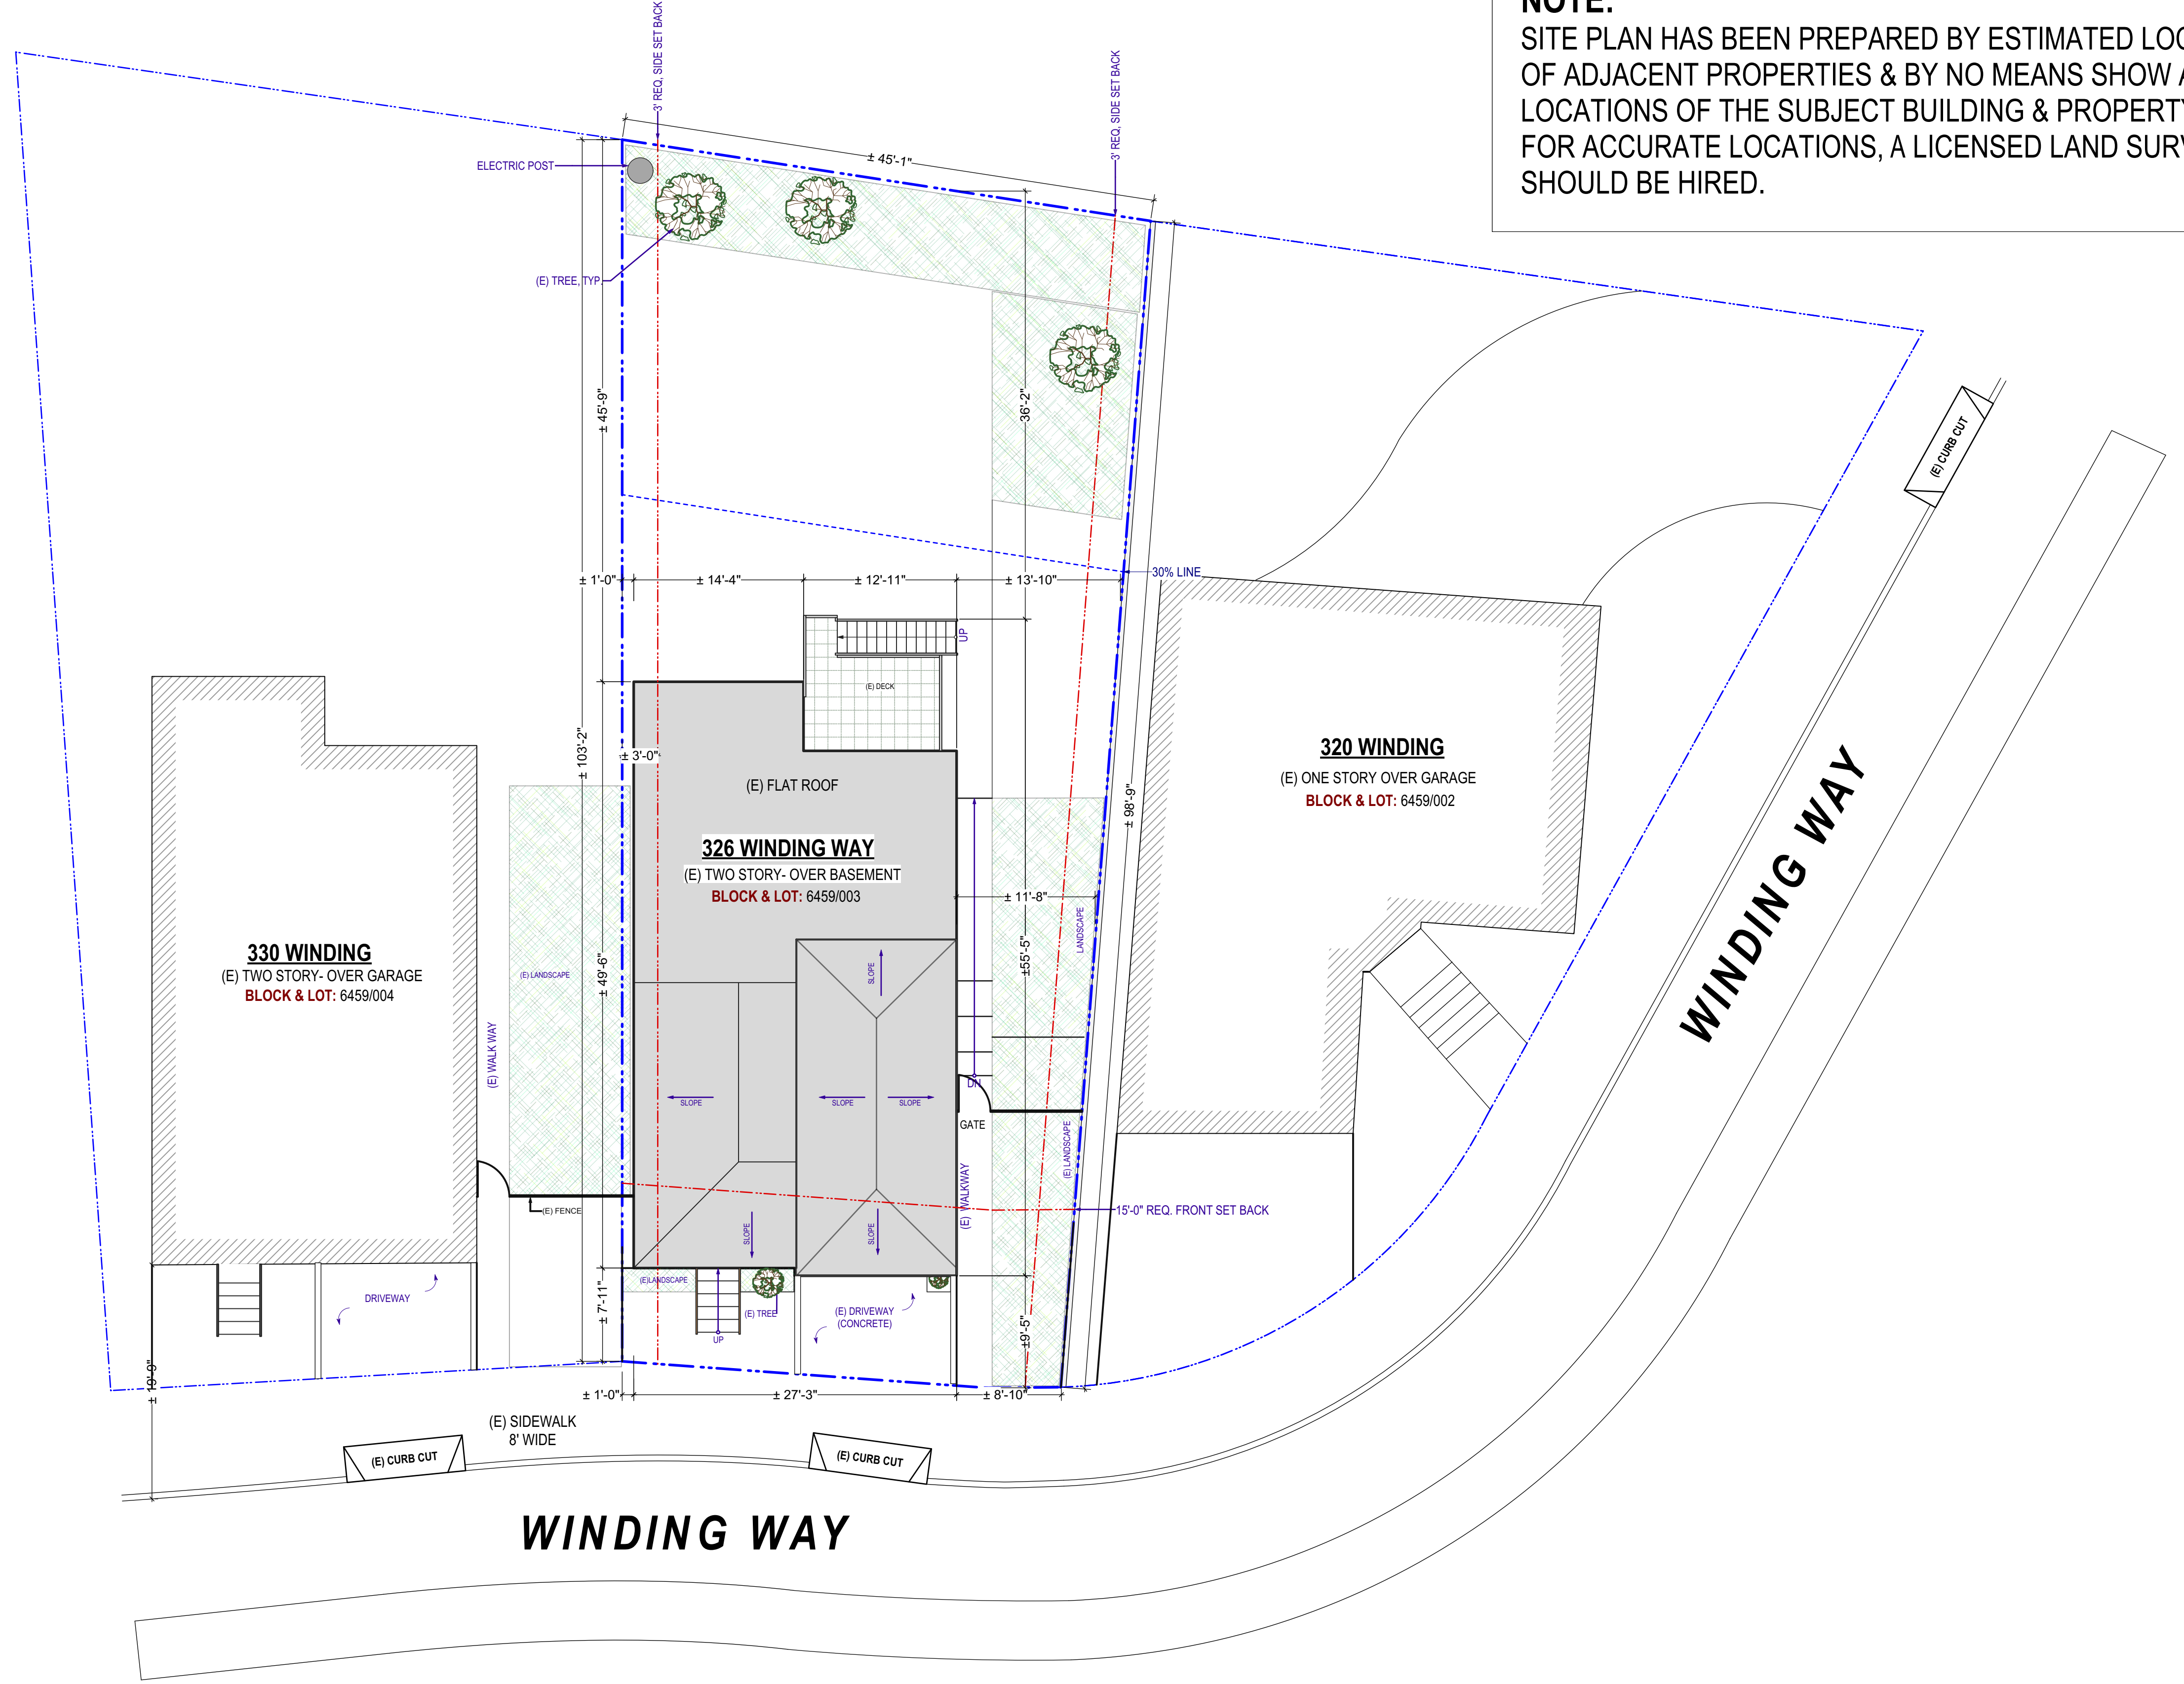 NOTE:
SITE PLAN HAS BEEN PREPARED BY ESTIMATED
OF ADJACENT PROPERTIES & BY NO MEANS SHOW
LOCATIONS OF THE SUBJECT BUILDING & PROPERTY
FOR ACCURATE LOCATIONS, A LICENSED LAND
SHOULD BE HIRED.
3' REQ, SIDE SET BACK
3' REQ, SIDE SET BACK
± 45'-1"
ELECTRIC POST
(E) TREE, TYP.
± 45'-9"
36'-2"
(E) CURB CUT
30% LINE
± 1'-0"
± 14'-4"
± 12'-11"
± 13'-10"
UP
(E) DECK
± 103'-2"
± 3'-0"
(E) FLAT ROOF
326 WINDING WAY
(E) TWO STORY- OVER BASEMENT
BLOCK & LOT: 6459/003
± 98'-9"
320 WINDING
(E) ONE STORY OVER GARAGE
BLOCK & LOT: 6459/002
WINDING WAY
± 11'-8"
LANDSCAPE
±55'-5"
330 WINDING
(E) TWO STORY- OVER GARAGE
BLOCK & LOT: 6459/004
(E) LANDSCAPE
± 49'-6"
(E) WALK WAY
SLOPE
SLOPE
SLOPE
SLOPE
DN
GATE
(E) LANDSCAPE
(E) WALKWAY
(E) FENCE
15'-0" REQ. FRONT SET BACK
SLOPE
SLOPE
(E)LANDSCAPE
DRIVEWAY
± 7'-11"
(E) TREE
UP
(E) DRIVEWAY
(CONCRETE)
±9'-5"
± 19'-9"
± 1'-0"
± 27'-3"
± 8'-10"
(E) SIDEWALK
8' WIDE
(E) CURB CUT
(E) CURB CUT
WINDING WAY